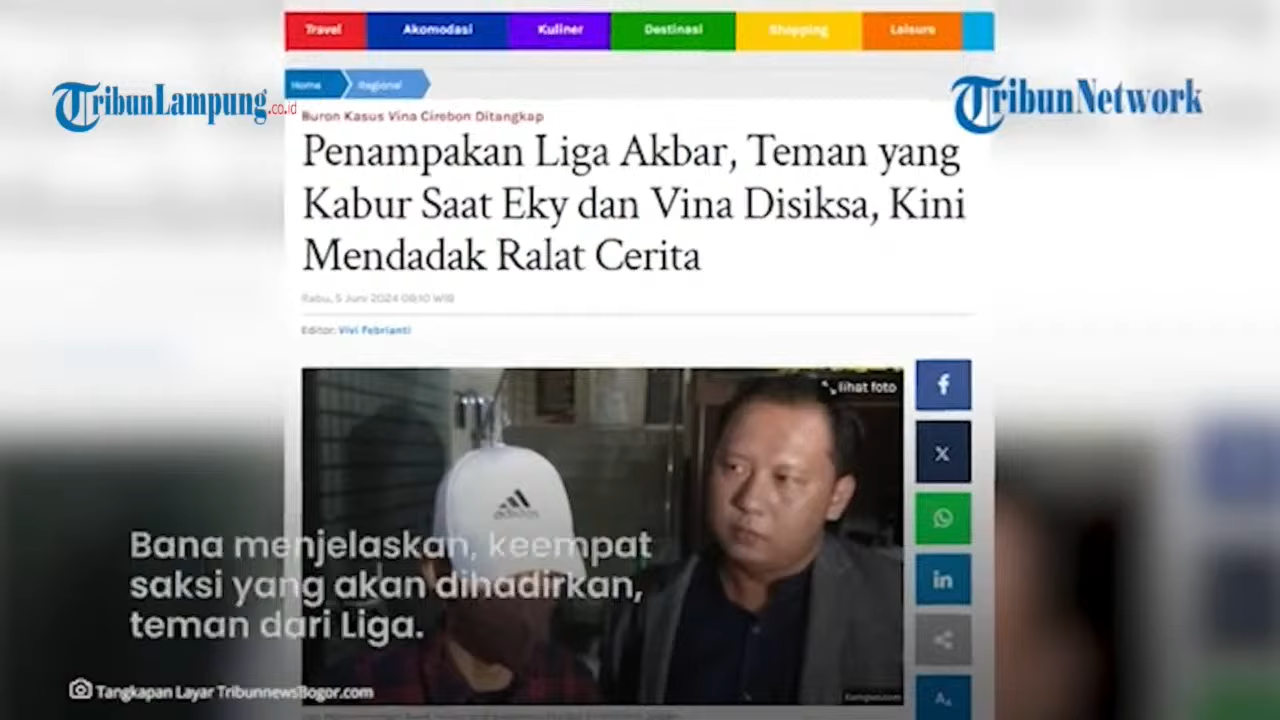 Travel
Akomodasi
Kuliner
Destinasi
Shopping
Leisure
Home
Regional
TribunLampung.co.id
TribunNetwork
Buron Kasus Vina Cirebon Ditangkap
Penampakan Liga Akbar, Teman yang
Kabur Saat Eky dan Vina Disiksa, Kini
Mendadak Ralat Cerita
Rabu, 5 Juni 2024 08:10 WIB
Editor: Vivi Febrianti
lihat foto
adidas
Bana menjelaskan, keempat
saksi yang akan dihadirkan,
teman dari Liga.
Kompas.com
Tangkapan Layar TribunnewsBogor.com